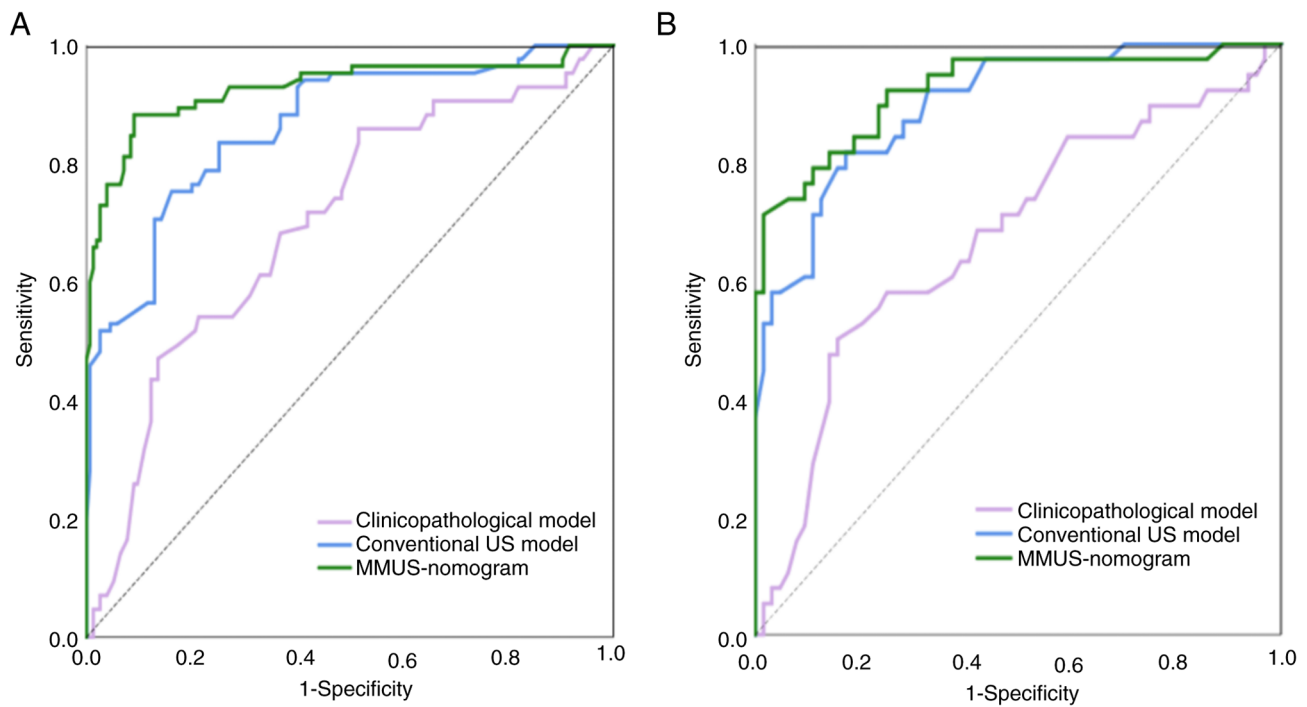 A
1.0
0.8
0.6
0.4
0.2
0.0
Sensitivity
0.0 0.2 0.4 0.6 0.8 1.0
1-Specificity
Clinicopathological model
Conventional US model
MMUS-nomogram
B
1.0
0.8
0.6
0.4
0.2
0.0
Sensitivity
0.0 0.2 0.4 0.6 0.8 1.0
1-Specificity
Clinicopathological model
Conventional US model
MMUS-nomogram